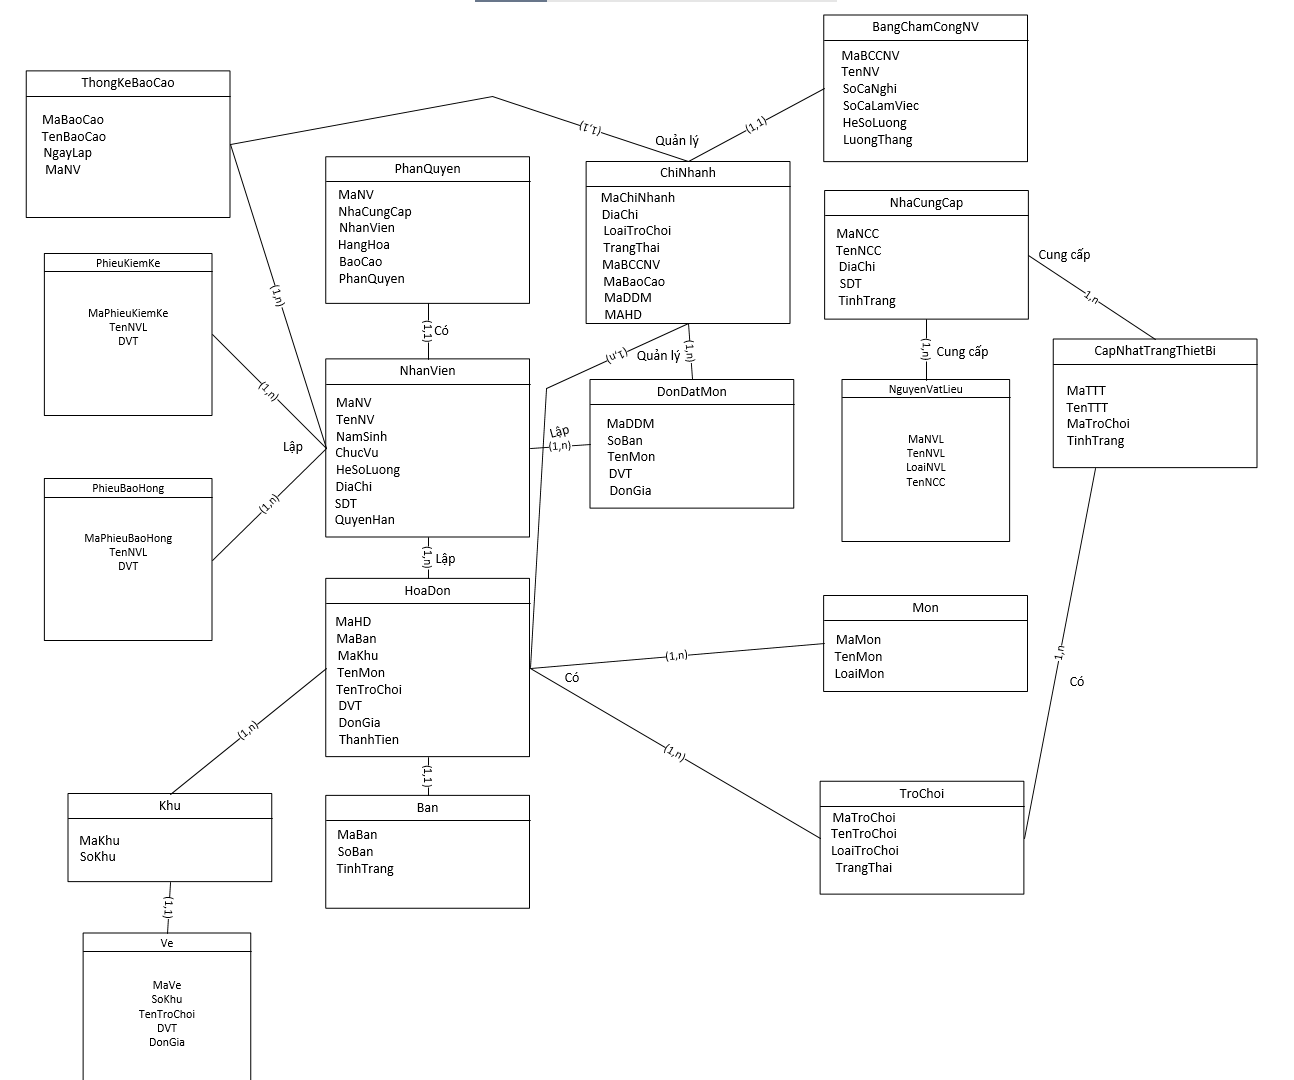 BangChamCongNV
MaBCCNV
TenNV
SoCaNghi
SoCaLamViec
HeSoLuong
LuongThang
ThongKeBaoCao
MaBaoCao
TenBaoCao
NgayLap
MaNV
(1,1)
Quản lý
(1,1)
PhanQuyen
MaNV
NhaCungCap
NhanVien
HangHoa
BaoCao
PhanQuyen
ChiNhanh
MaChiNhanh
DiaChi
LoaiTroChoi
TrangThai
MaBCCNV
MaBaoCao
MaDDM
MAHD
NhaCungCap
MaNCC
TenNCC
DiaChi
SDT
TinhTrang
Cung cấp
1,n
PhieuKiemKe
MaPhieuKiemKe
TenNVL
DVT
(1,n)
(1,n)
(1,1)
Có
(1,n)
Quản lý
(1,n)
(1,n)
Cung cấp
CapNhatTrangThietBi
MaTTT
TenTTT
MaTroChoi
TinhTrang
NhanVien
MaNV
TenNV
NamSinh
ChucVu
HeSoLuong
DiaChi
SDT
QuyenHan
Lập
(1,n)
DonDatMon
MaDDM
SoBan
TenMon
DVT
DonGia
NguyenVatLieu
MaNVL
TenNVL
LoaiNVL
TenNCC
Lập
PhieuBaoHong
MaPhieuBaoHong
TenNVL
DVT
(1,n)
(1,n)
Lập
HoaDon
MaHD
MaBan
MaKhu
TenMon
TenTroChoi
DVT
DonGia
ThanhTien
(1,n)
Có
(1,n)
Mon
MaMon
TenMon
LoaiMon
1,n
Có
(1,n)
(1,1)
Khu
MaKhu
SoKhu
Ban
MaBan
SoBan
TinhTrang
TroChoi
MaTroChoi
TenTroChoi
LoaiTroChoi
TrangThai
(1,1)
Ve
MaVe
SoKhu
TenTroChoi
DVT
DonGia